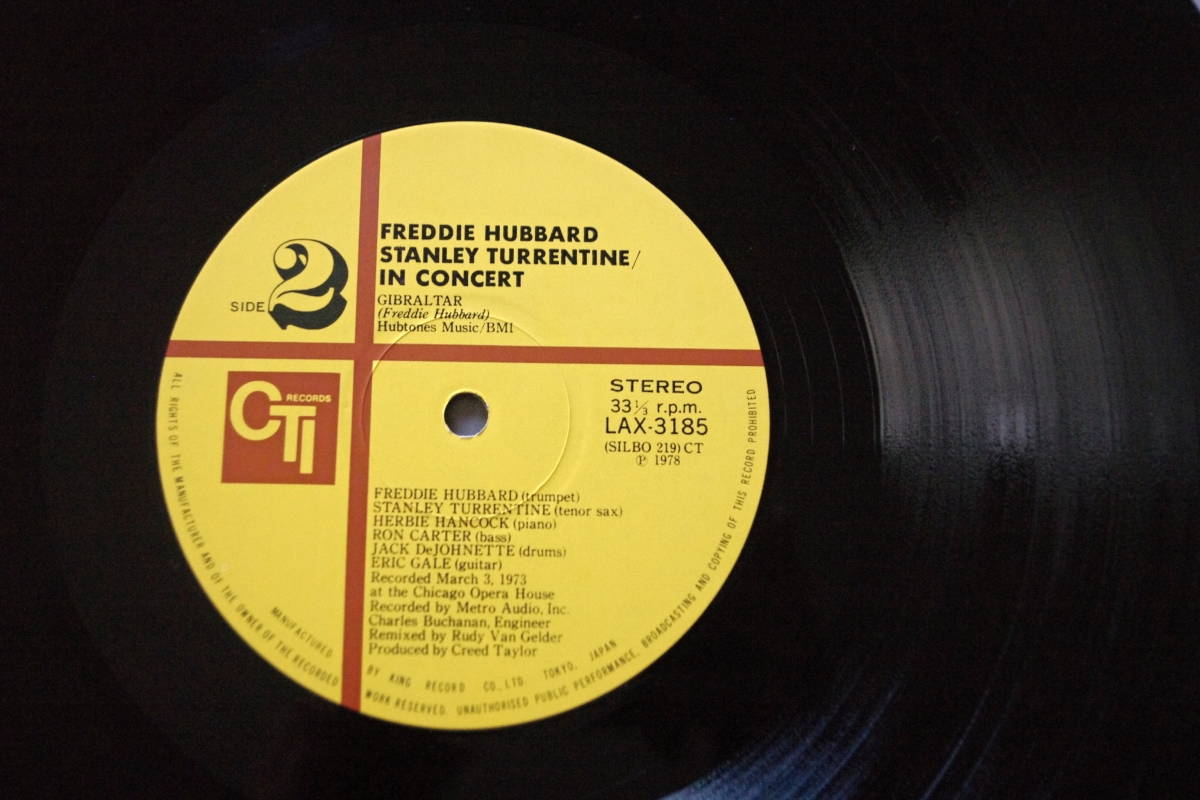 SIDE 2
FREDDIE HUBBARD
STANLEY TURRENTINE/
IN CONCERT
GIBRALTAR
(Freddie Hubbard)
Hubtones Music/BMI
CTI RECORDS
STEREO
33 1/3 r.p.m.
LAX-3185
(SILBO 219) CT
Ⓟ 1978
FREDDIE HUBBARD (trumpet)
STANLEY TURRENTINE (tenor sax)
HERBIE HANCOCK (piano)
RON CARTER (bass)
JACK DeJOHNETTE (drums)
ERIC GALE (guitar)
Recorded March 3, 1973
at the Chicago Opera House
Recorded by Metro Audio, Inc.
Charles Buchanan, Engineer
Remixed by Rudy Van Gelder
Produced by Creed Taylor
MANUFACTURED BY KING RECORD CO., LTD. TOKYO, JAPAN
ALL RIGHTS OF THE MANUFACTURER AND OF THE OWNER OF THE RECORDED WORK RESERVED. UNAUTHORISED PUBLIC PERFORMANCE, BROADCASTING AND COPYING OF THIS RECORD PROHIBITED